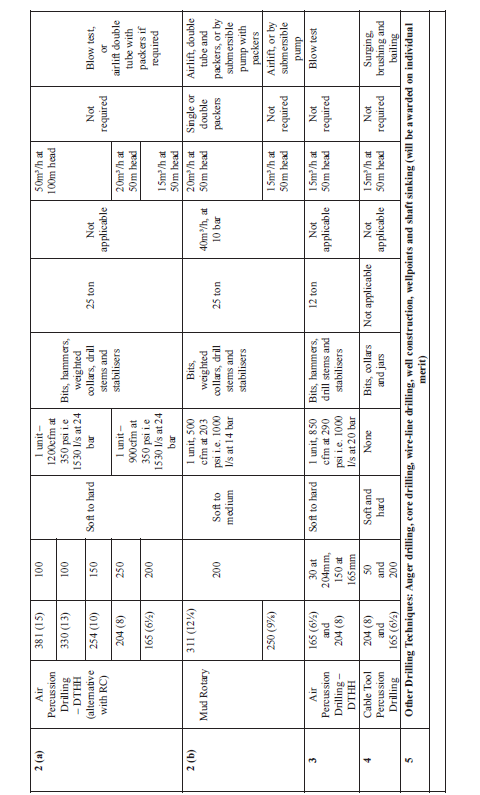 2 (a)
Air
Percussion
Drilling
– DTHH
(alternative
with RC)
381 (15)
100
330 (13)
100
254 (10)
150
204 (8)
250
165 (6½)
200
Soft to hard
1 unit –
1200cfm at
350 psi i.e
1530 l/s at 24
bar
1 unit –
900cfm at
350 psi i.e
1530 l/s at 24
bar
Bits, hammers,
weighted
collars, drill
stems and
stabilisers
25 ton
Not
applicable
50m³/h at
100m head
20m³/h at
50m head
15m³/h at
50m head
Not
required
Blow test,
or
airlift double
tube with
packers if
required
2 (b)
Mud Rotary
311 (12¼)
250 (9⅞)
200
Soft to
medium
1 unit, 500
cfm at 203
psi i.e. 1000
l/s at 14 bar
Bits,
weighted
collars, drill
stems and
stabilisers
25 ton
40m³/h, at
10 bar
20m³/h at
50m head
Single or
double
packers
Airlift, double
tube and
packers, or by
submersible
pump with
packers
15m³/h at
50m head
Not
required
Airlift, or by
submersible
pump
3
Air
Percussion
Drilling –
DTHH
165 (6½)
and
204 (8)
30 at
204mm,
150 at
165mm
Soft to hard
1 unit, 850
cfm at 290
psi i.e. 1000
l/s at 20 bar
Bits, hammers,
drill stems and
stabilisers
12 ton
Not
applicable
15m³/h at
50m head
Not
required
Blow test
4
Cable Tool
Percussion
Drilling
204 (8)
and
165 (6½)
50
and
200
Soft and
hard
None
Bits, collars
and jars
Not applicable
Not
applicable
15m³/h at
50m head
Not
required
Surging,
brushing and
bailing
5
Other Drilling Techniques: Auger drilling, core drilling, wire-line drilling, well construction, wellpoints and shaft sinking (will be awarded on individual
merit)